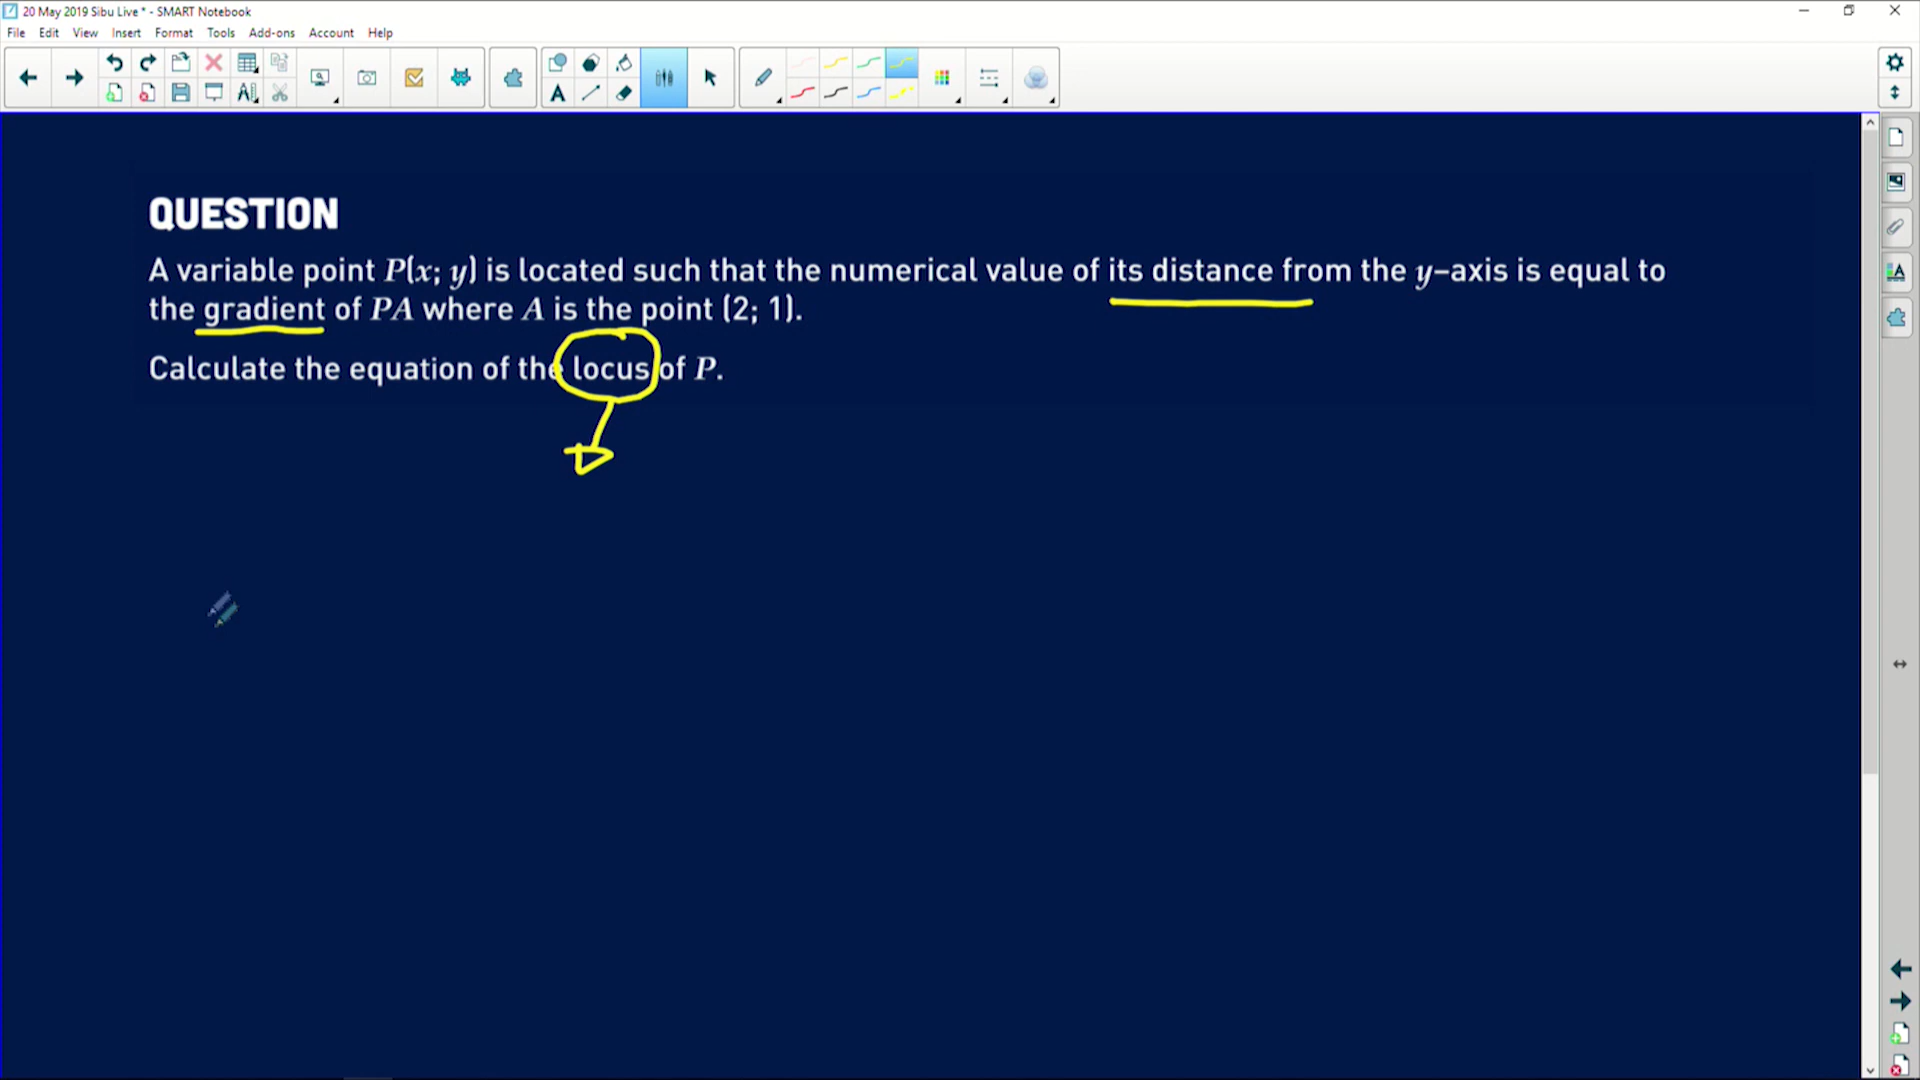 20 May 2019 Sibu Live * - SMART Notebook
File Edit View Insert Format Tools Add-ons Account Help
QUESTION
A variable point P(x; y) is located such that the numerical value of its distance from the y–axis is equal to
the gradient of PA where A is the point (2; 1).
Calculate the equation of the locus of P.